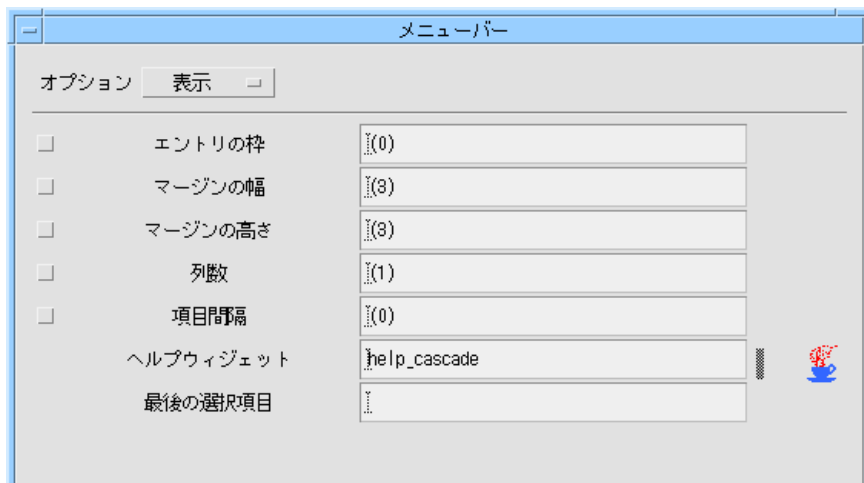 メニューバー
オプション 表示
エントリの枠 (0)
マージンの幅 (3)
マージンの高さ (3)
列数 (1)
項目間隔 (0)
ヘルプウィジェット help_cascade
最後の選択項目